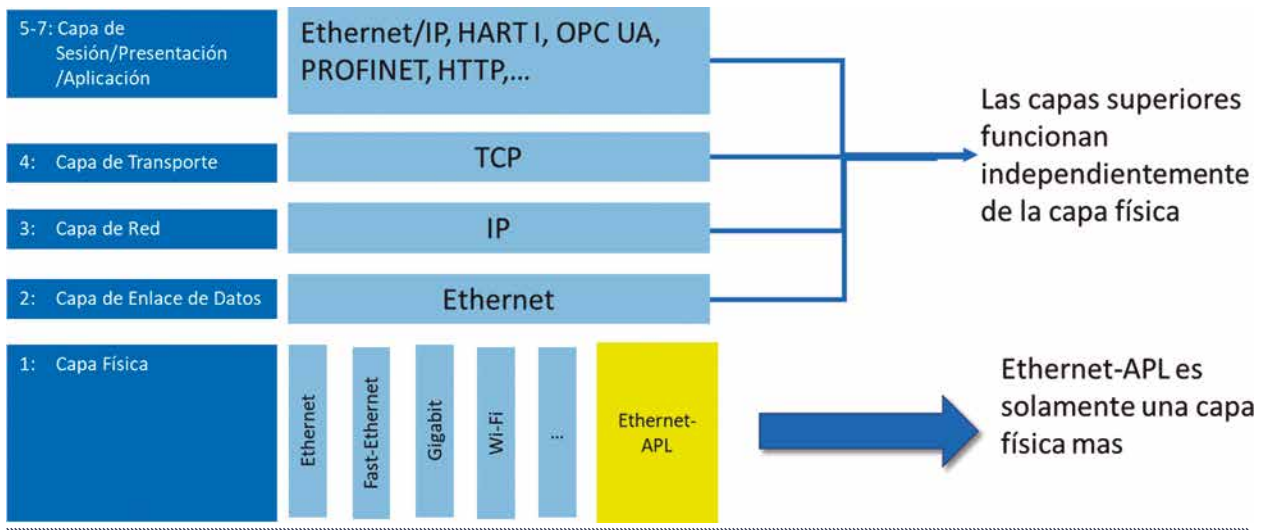 5-7: Capa de
Sesión/Presentación
/Aplicación
Ethernet/IP, HART I, OPC UA,
PROFINET, HTTP,...
4: Capa de Transporte
TCP
3: Capa de Red
IP
2: Capa de Enlace de Datos
Ethernet
Las capas superiores
funcionan
independientemente
de la capa física
1: Capa Física
Ethernet
Fast-Ethernet
Gigabit
Wi-Fi
...
Ethernet-
APL
Ethernet-APL es
solamente una capa
física mas